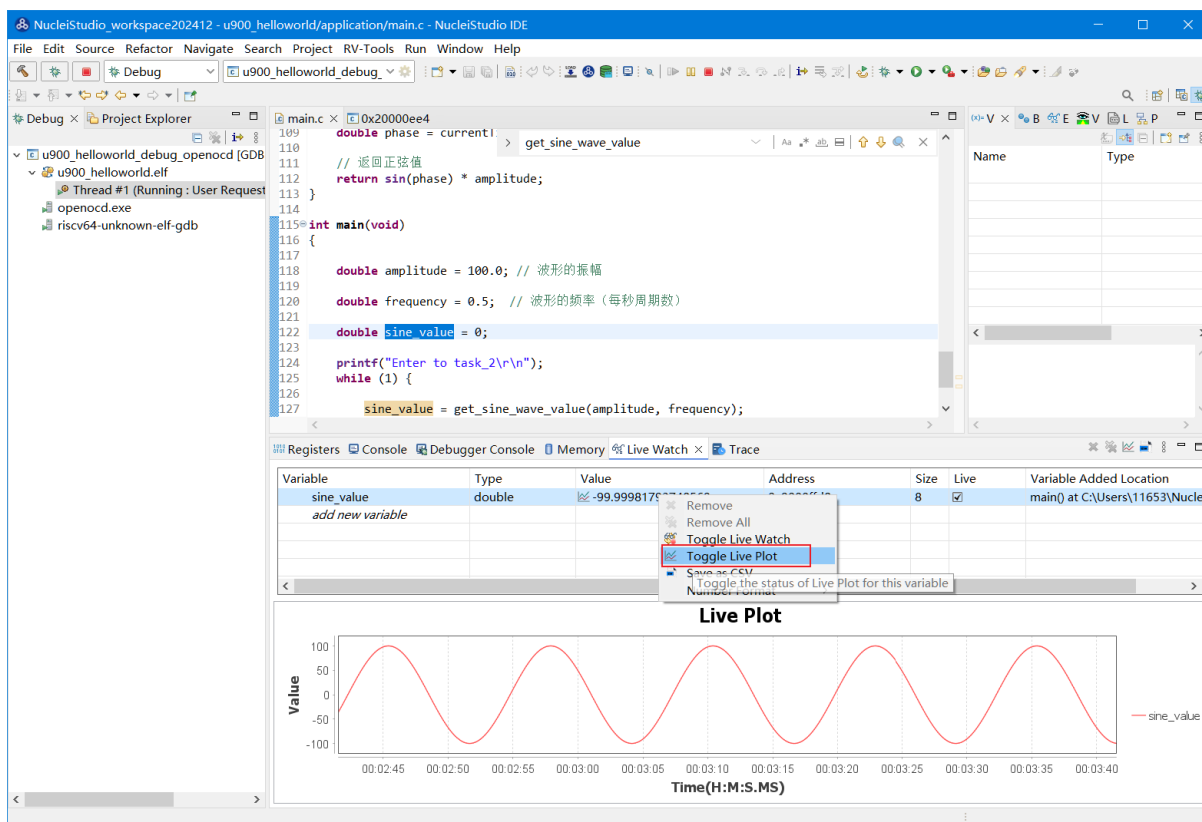 NucleiStudio_workspace202412 - u900_helloworld/application/main.c - NucleiStudio IDE
File Edit Source Refactor Navigate Search Project RV-Tools Run Window Help
Debug
u900_helloworld_debug_
Debug
Project Explorer
main.c
0x20000ee4
V B E V L P
get_sine_wave_value
Aa
u900_helloworld_debug_openocd [GDB
u900_helloworld.elf
Thread #1 (Running : User Request
openocd.exe
riscv64-unknown-elf-gdb
109 double phase = current
110
111 // 返回正弦值
112 return sin(phase) * amplitude;
113 }
114
115 int main(void)
116 {
117
118 double amplitude = 100.0; // 波形的振幅
119
120 double frequency = 0.5; // 波形的频率（每秒周期数）
121
122 double sine_value = 0;
123
124 printf("Enter to task_2\r\n");
125 while (1) {
126
127 sine_value = get_sine_wave_value(amplitude, frequency);
Name Type
Registers Console Debugger Console Memory Live Watch Trace
Variable Type Value Address Size Live Variable Added Location
sine_value double 8 main() at C:\Users\11653\Nucle
add new variable
Remove
Remove All
Toggle Live Watch
Toggle Live Plot
Save as CSV
Toggle the status of Live Plot for this variable
Number Format
Live Plot
Value
100
50
0
-50
-100
sine_value
00:02:45 00:02:50 00:02:55 00:03:00 00:03:05 00:03:10 00:03:15 00:03:20 00:03:25 00:03:30 00:03:35 00:03:40
Time(H:M:S.MS)